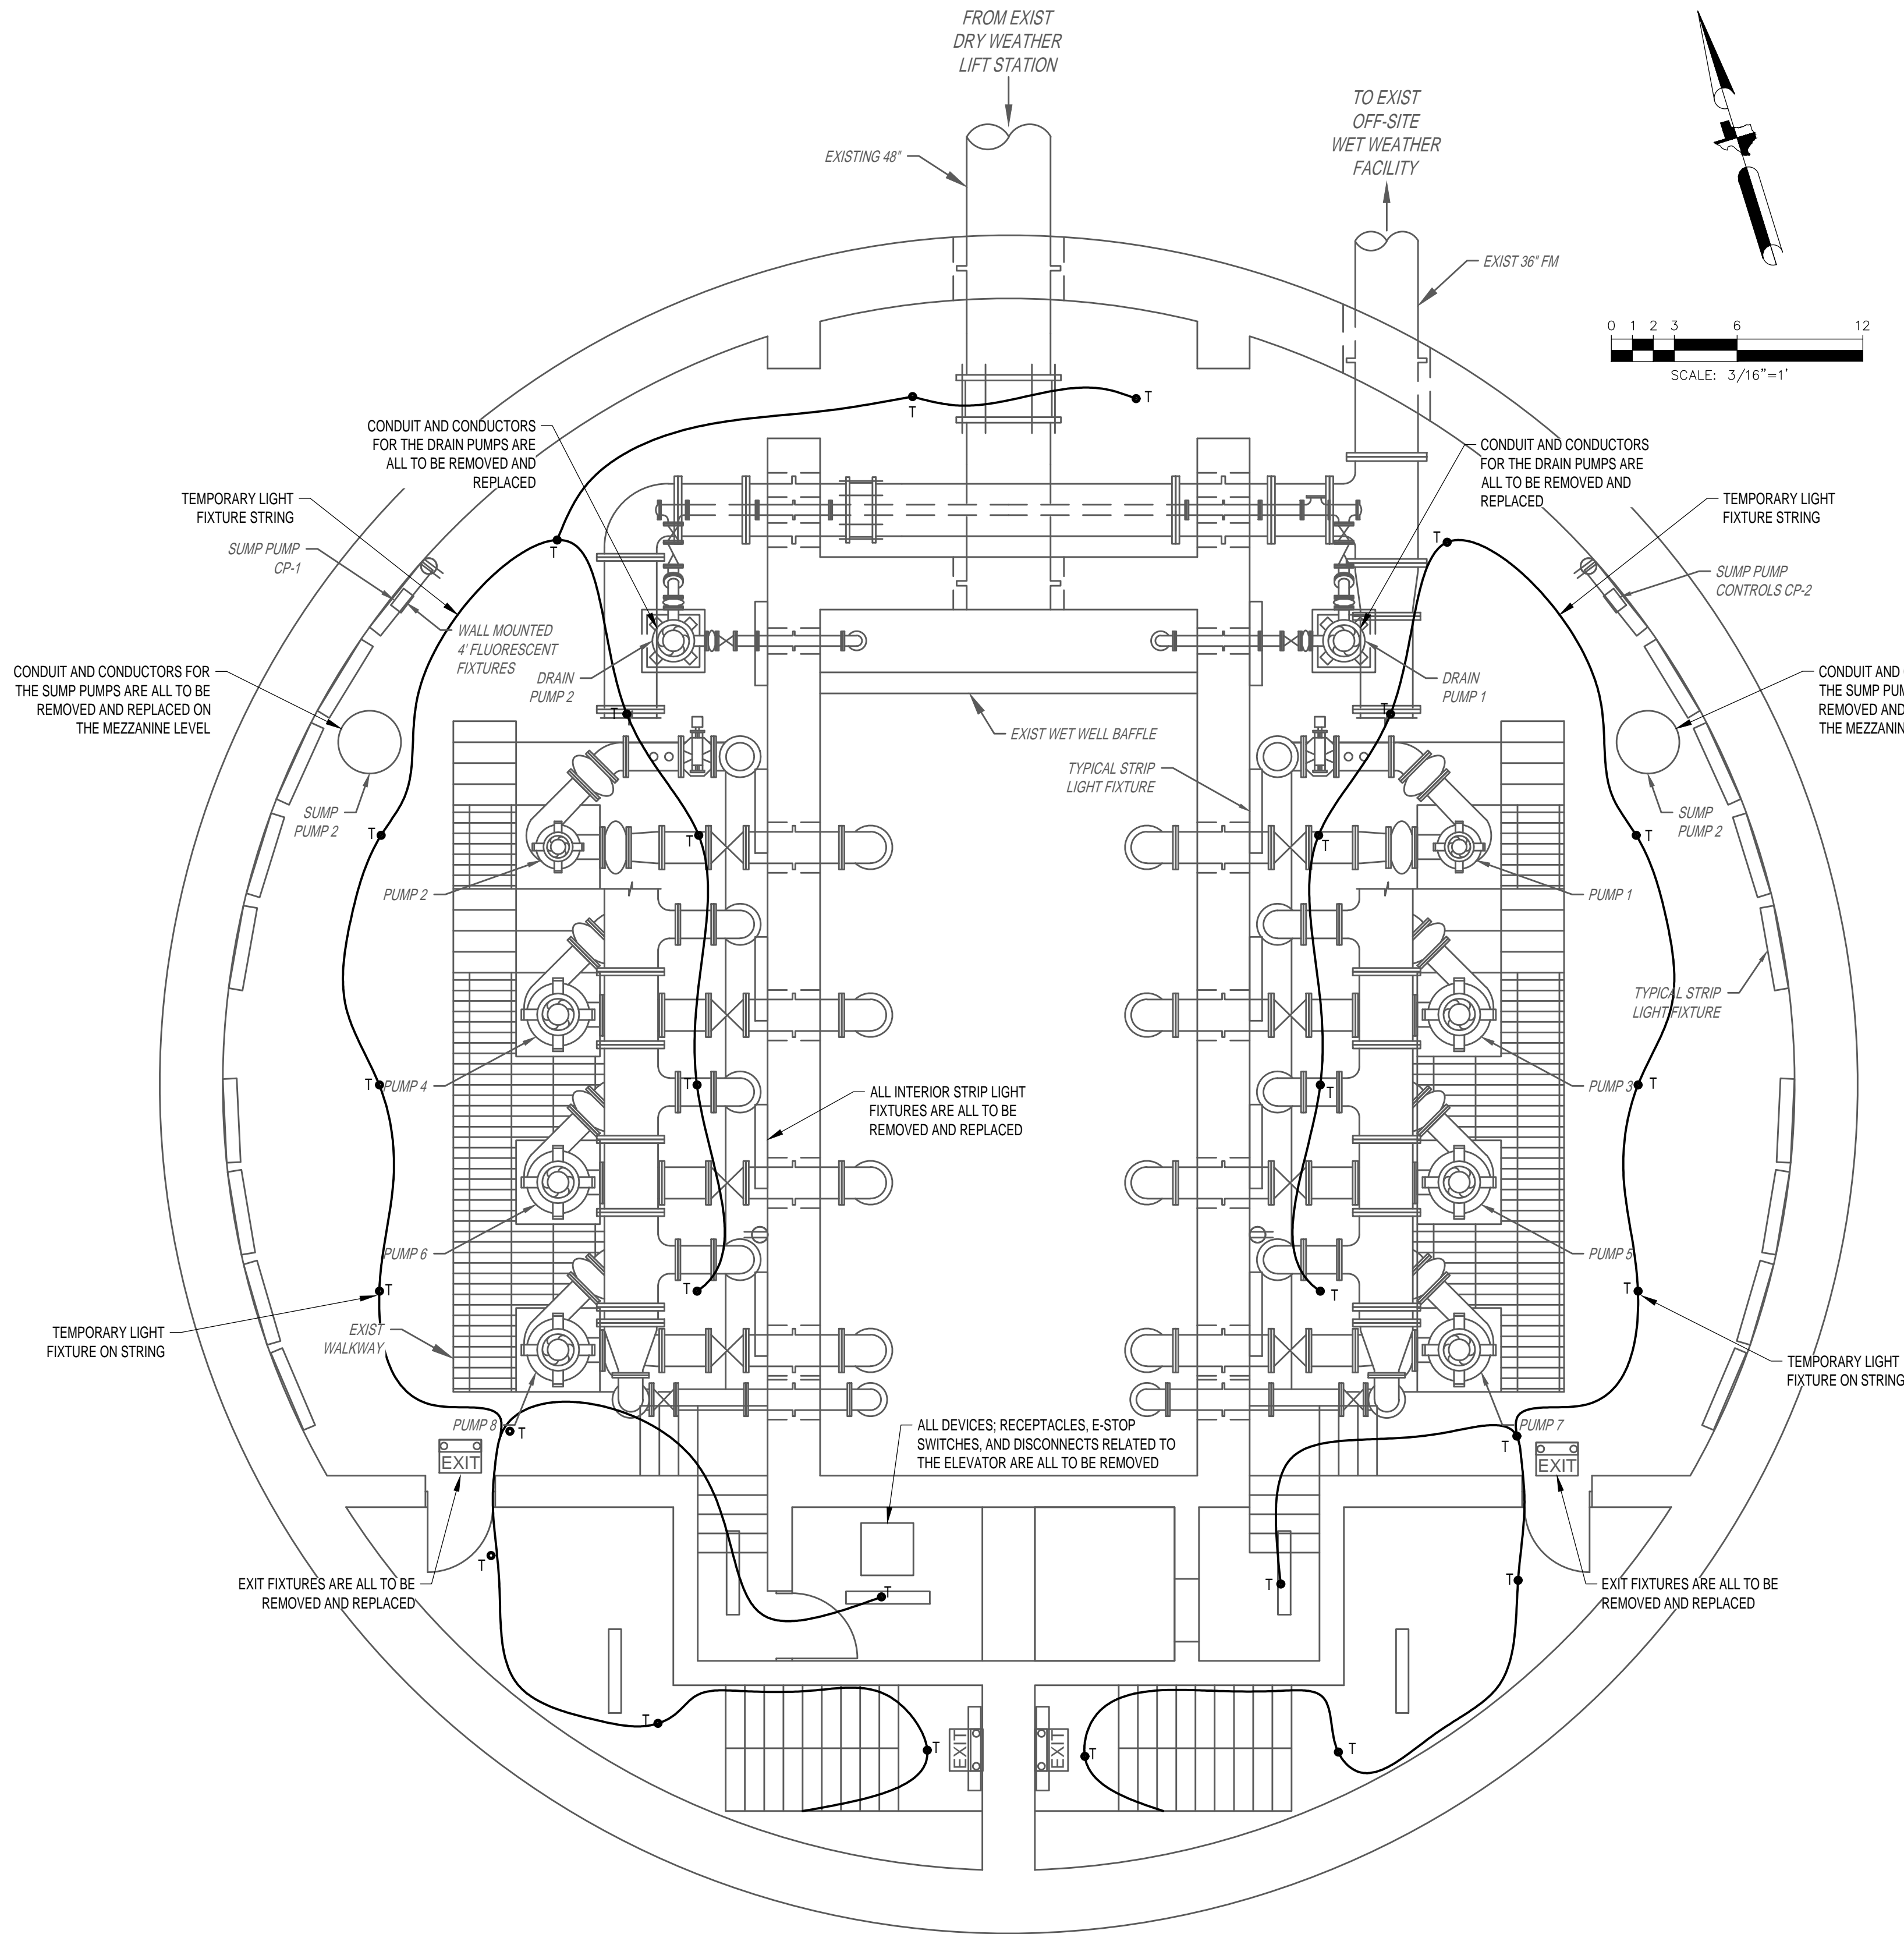 FROM EXIST
DRY WEATHER
LIFT STATION
TO EXIST
OFF-SITE
WET WEATHER
FACILITY
EXISTING 48"
EXIST 36" FM
0 1 2 3 6 12
SCALE: 3/16"=1'
T
T
CONDUIT AND CONDUCTORS
FOR THE DRAIN PUMPS ARE
ALL TO BE REMOVED AND
REPLACED
CONDUIT AND CONDUCTORS
FOR THE DRAIN PUMPS ARE
ALL TO BE REMOVED AND
REPLACED
TEMPORARY LIGHT
FIXTURE STRING
TEMPORARY LIGHT
FIXTURE STRING
T
T
SUMP PUMP
CP-1
SUMP PUMP
CONTROLS CP-2
WALL MOUNTED
4' FLUORESCENT
FIXTURES
CONDUIT AND CONDUCTORS FOR
THE SUMP PUMPS ARE ALL TO BE
REMOVED AND REPLACED ON
THE MEZZANINE LEVEL
DRAIN
PUMP 2
DRAIN
PUMP 1
CONDUIT AND
THE SUMP PUM
REMOVED AND
THE MEZZANIN
T
T
EXIST WET WELL BAFFLE
TYPICAL STRIP
LIGHT FIXTURE
SUMP
PUMP 2
SUMP
PUMP 2
T
T
T
T
PUMP 2
PUMP 1
TYPICAL STRIP
LIGHT FIXTURE
T
PUMP 4
T
T
PUMP 3
T
ALL INTERIOR STRIP LIGHT
FIXTURES ARE ALL TO BE
REMOVED AND REPLACED
PUMP 6
PUMP 5
T
T
T
T
TEMPORARY LIGHT
FIXTURE ON STRING
EXIST
WALKWAY
TEMPORARY LIGHT
FIXTURE ON STRING
PUMP 8
T
PUMP 7
T
ALL DEVICES; RECEPTACLES, E-STOP
SWITCHES, AND DISCONNECTS RELATED TO
THE ELEVATOR ARE ALL TO BE REMOVED
EXIT
EXIT
T
T
T
T
EXIT FIXTURES ARE ALL TO BE
REMOVED AND REPLACED
EXIT FIXTURES ARE ALL TO BE
REMOVED AND REPLACED
T
T
EXIT
EXIT
T
T